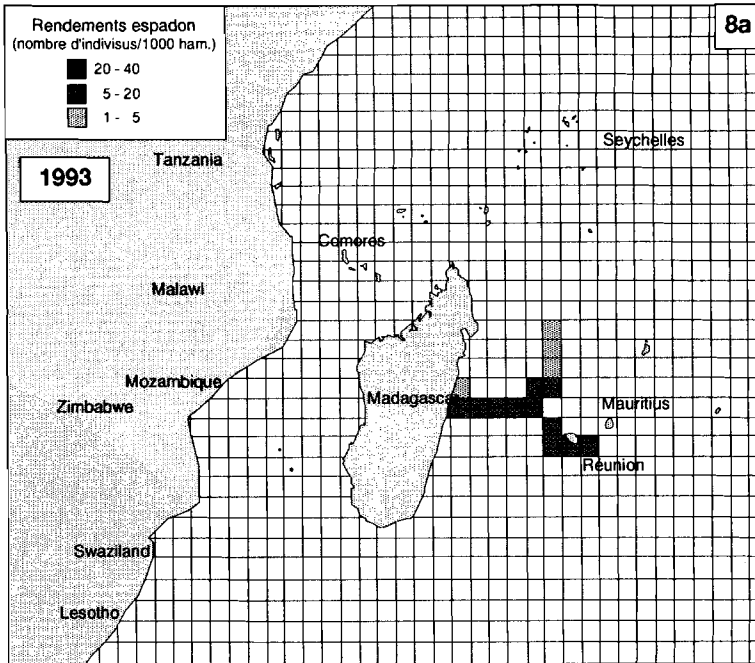 Rendements espadon
(nombre d'indivisus/1000 ham.)
20 - 40
5 - 20
1 - 5
8a
1993
Tanzania
Seychelles
Comores
Malawi
Mozambique
Zimbabwe
Madagascar
Mauritius
Réunion
Swaziland
Lesotho